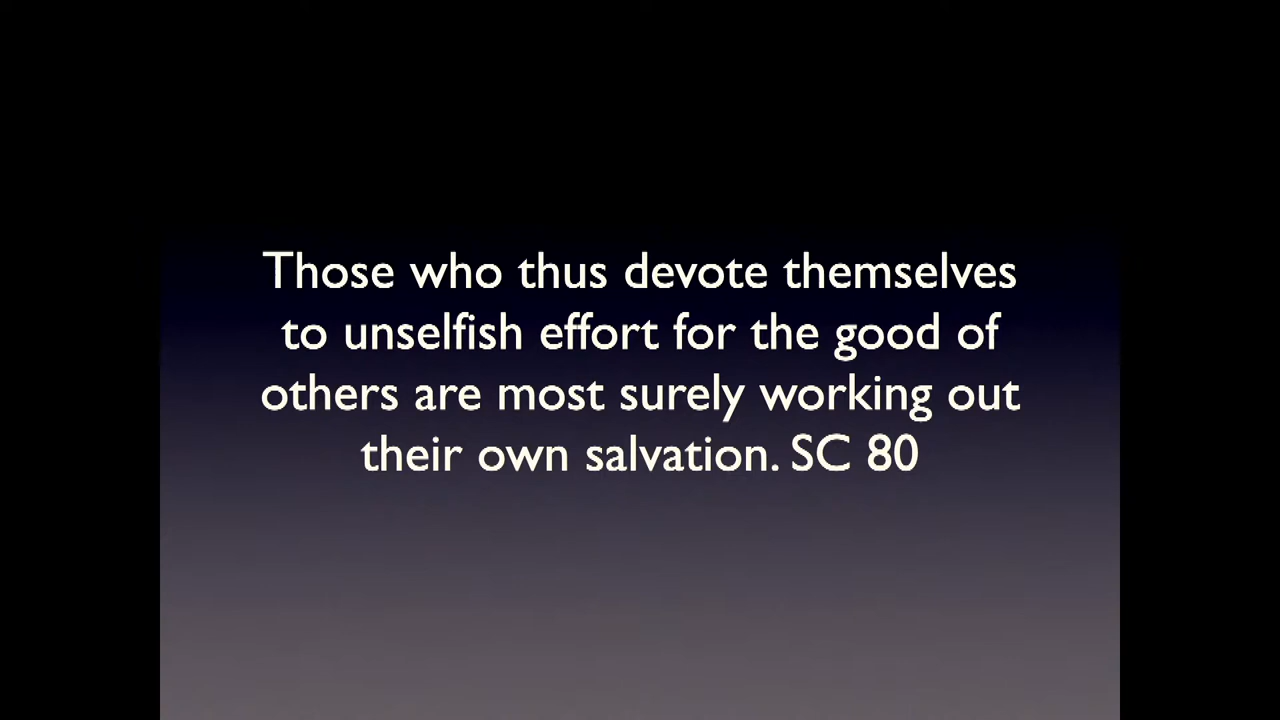 Those who thus devote themselves
to unselfish effort for the good of
others are most surely working out
their own salvation. SC 80